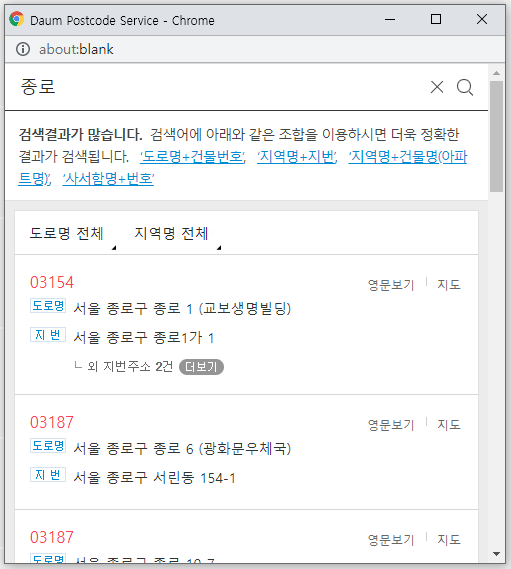 Daum Postcode Service - Chrome
about:blank
종로
검색결과가 많습니다. 검색어에 아래와 같은 조합을 이용하시면 더욱 정확한
결과가 검색됩니다. ‘도로명+건물번호’, ‘지역명+지번’, ‘지역명+건물명(아파
트명)’, ‘사서함명+번호’
도로명 전체 지역명 전체
03154 영문보기 지도
도로명 서울 종로구 종로 1 (교보생명빌딩)
지 번 서울 종로구 종로1가 1
외 지번주소 2건 더보기
03187 영문보기 지도
도로명 서울 종로구 종로 6 (광화문우체국)
지 번 서울 종로구 서린동 154-1
03187 영문보기 지도
도로명 서울 종로구 종로